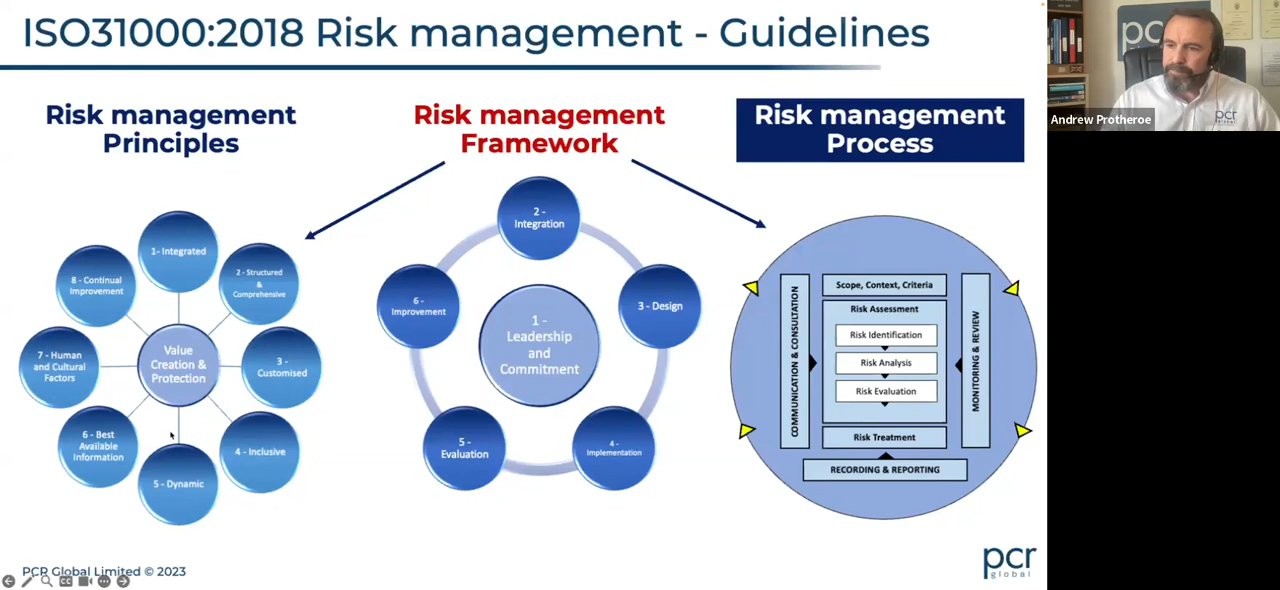 ISO31000:2018 Risk management - Guidelines
pcr
Andrew Protheroe
pcr
global
Risk management
Principles
Risk management
Framework
Risk management
Process
1- Integrated
2 - Structured
&
Comprehensive
3 -
Customised
4 - Inclusive
5 - Dynamic
6 - Best
Available
Information
7 - Human
and Cultural
Factors
8 - Continual
Improvement
Value
Creation &
Protection
1 -
Leadership
and
Commitment
2 -
Integration
3 - Design
4 -
Implementation
5 -
Evaluation
6 -
Improvement
COMMUNICATION & CONSULTATION
Scope, Context, Criteria
Risk Assessment
Risk Identification
Risk Analysis
Risk Evaluation
Risk Treatment
MONITORING & REVIEW
RECORDING & REPORTING
PCR Global Limited © 2023
CC
pcr
global